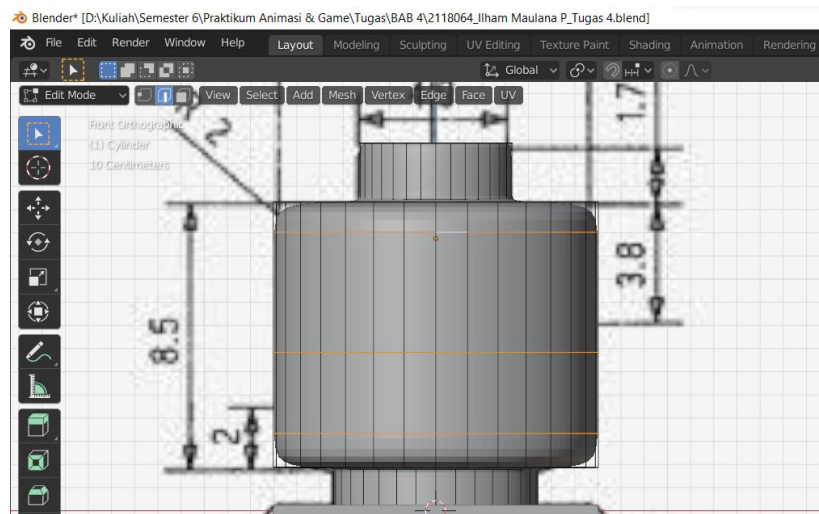 Blender* [D:\Kuliah\Semester 6\Praktikum Animasi & Game\Tugas\BAB 4\2118064_Ilham Maulana P_Tugas 4.blend]
File Edit Render Window Help Layout Modeling Sculpting UV Editing Texture Paint Shading Animation Rendering
Global
Edit Mode View Select Add Mesh Vertex Edge Face UV
Front Orthographic
(1) Cylinder
10 Centimeters
2
1.7
3.8
8.5
2